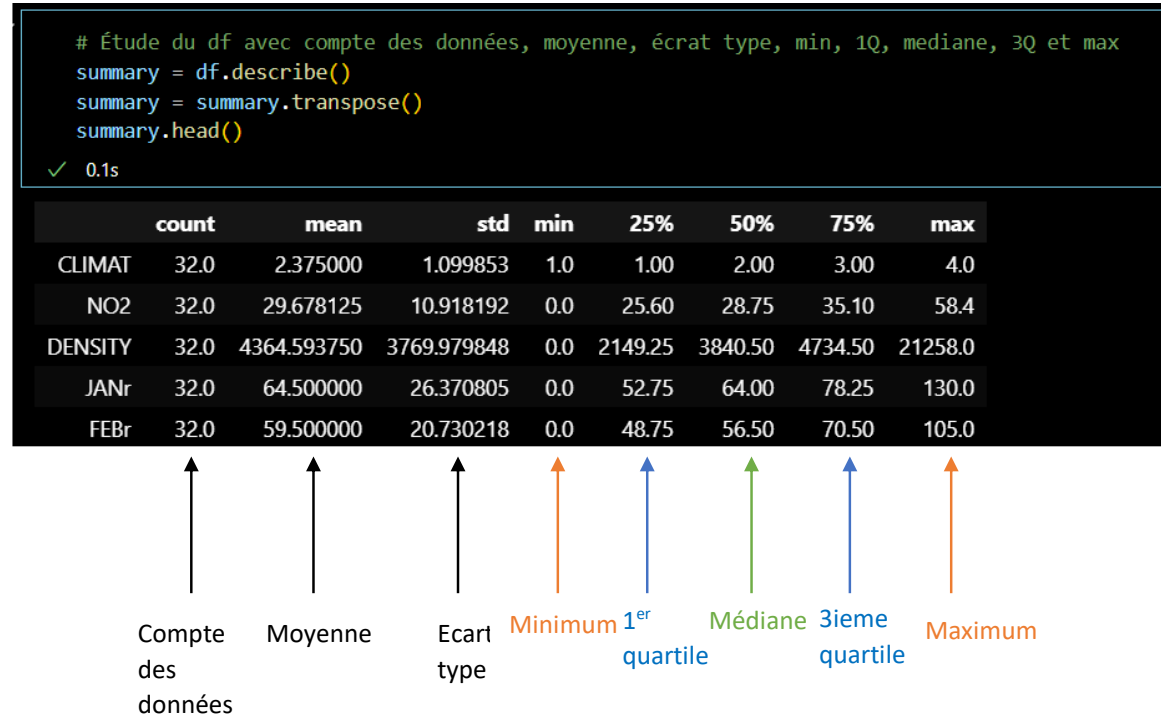 # Étude du df avec compte des données, moyenne, écrat type, min, 1Q, mediane, 3Q et max
summary = df.describe()
summary = summary.transpose()
summary.head()
✓ 0.1s
count mean std min 25% 50% 75% max
CLIMAT 32.0 2.375000 1.099853 1.0 1.00 2.00 3.00 4.0
NO2 32.0 29.678125 10.918192 0.0 25.60 28.75 35.10 58.4
DENSITY 32.0 4364.593750 3769.979848 0.0 2149.25 3840.50 4734.50 21258.0
JANr 32.0 64.500000 26.370805 0.0 52.75 64.00 78.25 130.0
FEBr 32.0 59.500000 20.730218 0.0 48.75 56.50 70.50 105.0
Compte
des
données
Moyenne
Ecart
type
Minimum
1er
quartile
Médiane
3ieme
quartile
Maximum